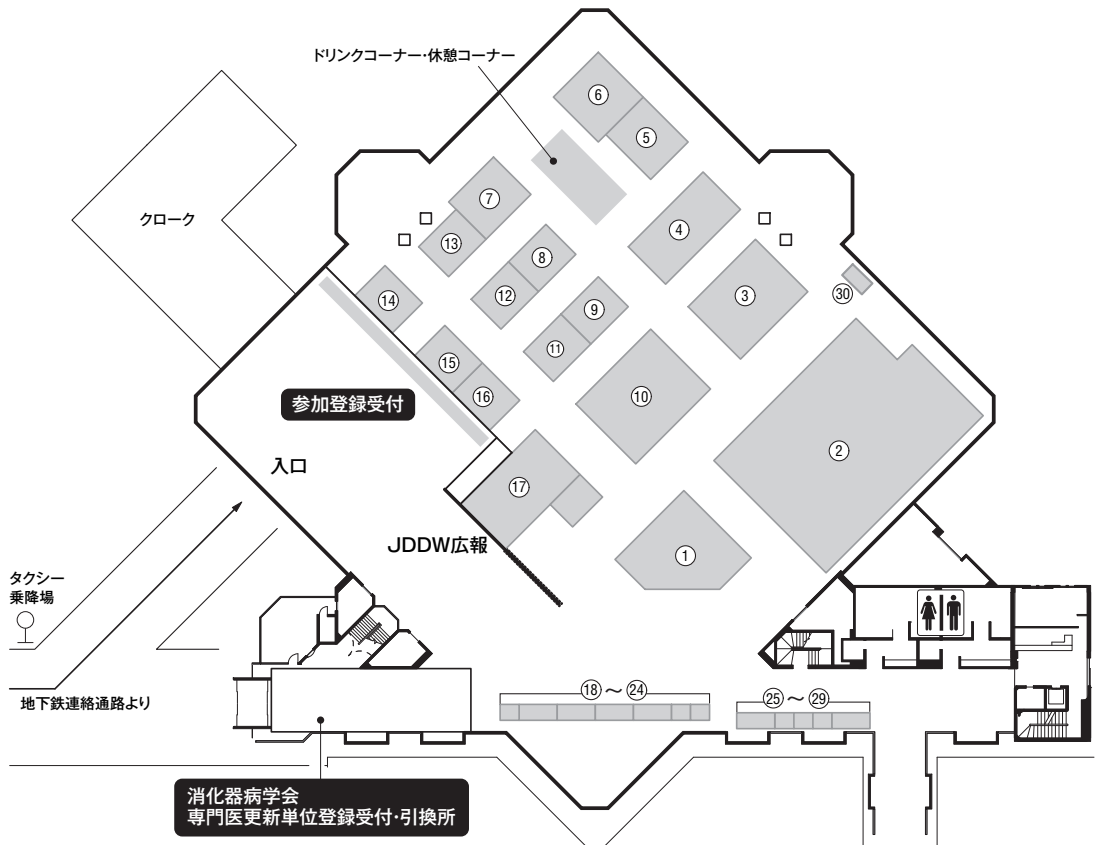 ドリンクコーナー・休憩コーナー
⑥
⑤
⑦
④
クローク
⑬
⑧
③
⑭
⑫
⑨
㉚
⑪
⑮
⑯
⑩
参加登録受付
②
入口
⑰
JDDW広報
①
タクシー
乗降場
地下鉄連絡通路より
⑱～㉔
㉕～㉙
消化器病学会
専門医更新単位登録受付・引換所